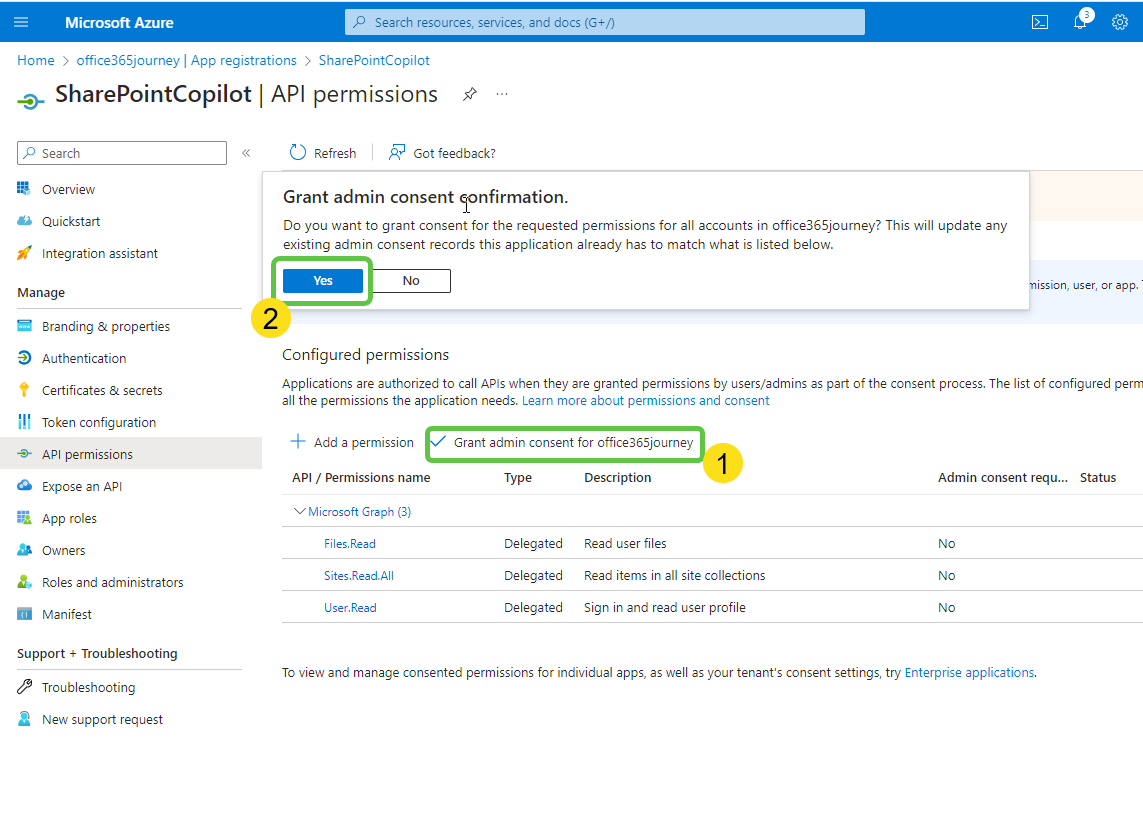 Microsoft Azure
Search resources, services, and docs (G+/)
3
Home > office365journey | App registrations > SharePointCopilot
SharePointCopilot | API permissions ...
Search «
Refresh | Got feedback?
Overview
Quickstart
Integration assistant
Manage
Branding & properties
Authentication
Certificates & secrets
Token configuration
API permissions
Expose an API
App roles
Owners
Roles and administrators
Manifest
Support + Troubleshooting
Troubleshooting
New support request
Grant admin consent confirmation.
Do you want to grant consent for the requested permissions for all accounts in office365journey? This will update any
existing admin consent records this application already has to match what is listed below.
Yes No
2
mission, user, or app.
Configured permissions
Applications are authorized to call APIs when they are granted permissions by users/admins as part of the consent process. The list of configured perm
all the permissions the application needs. Learn more about permissions and consent
Add a permission Grant admin consent for office365journey
1
API / Permissions name Type Description Admin consent requ... Status
Microsoft Graph (3)
Files.Read Delegated Read user files No
Sites.Read.All Delegated Read items in all site collections No
User.Read Delegated Sign in and read user profile No
To view and manage consented permissions for individual apps, as well as your tenant's consent settings, try Enterprise applications.